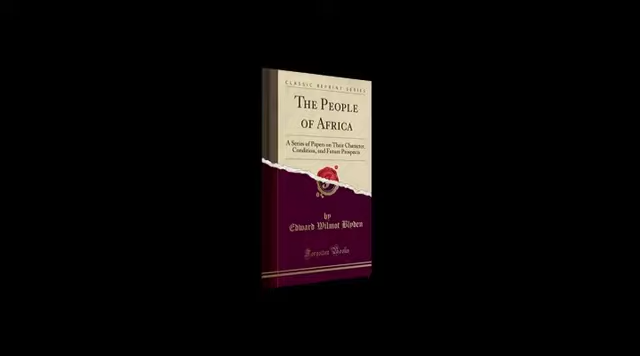 CLASSIC REPRINT SERIES
THE PEOPLE
OF AFRICA
A Series of Papers on Their Character,
Condition, and Future Prospects
by
Edward Wilmot Blyden
Forgotten Books